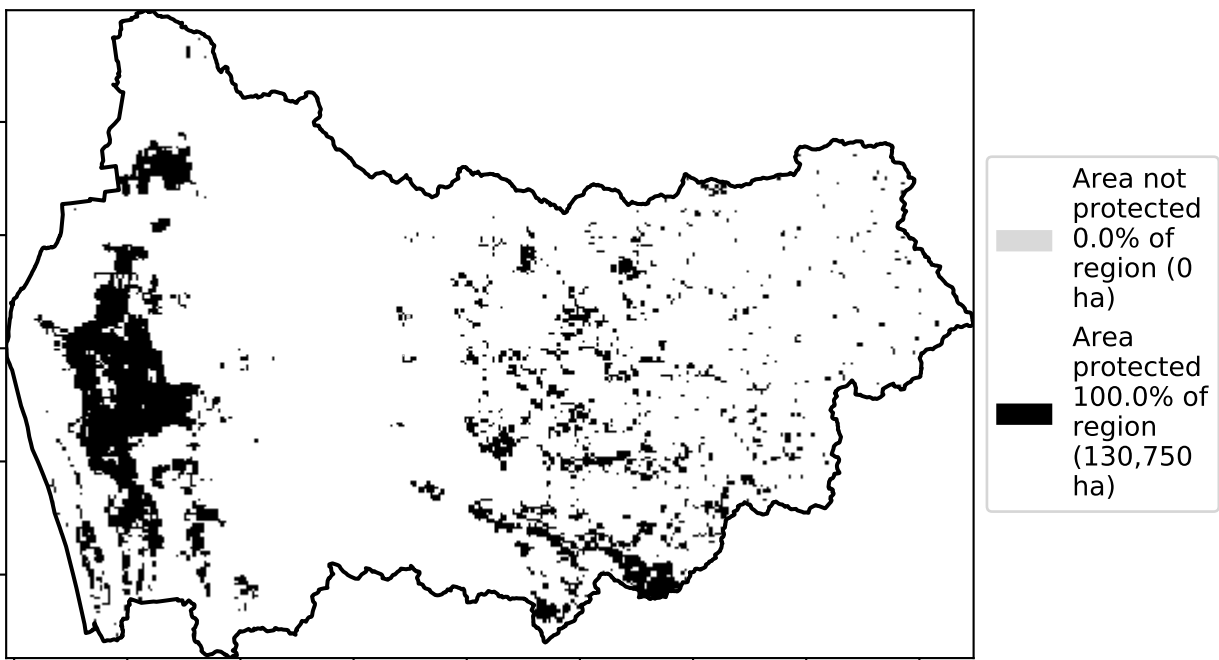 Area not
protected
0.0% of
region (0
ha)
Area
protected
100.0% of
region
(130,750
ha)